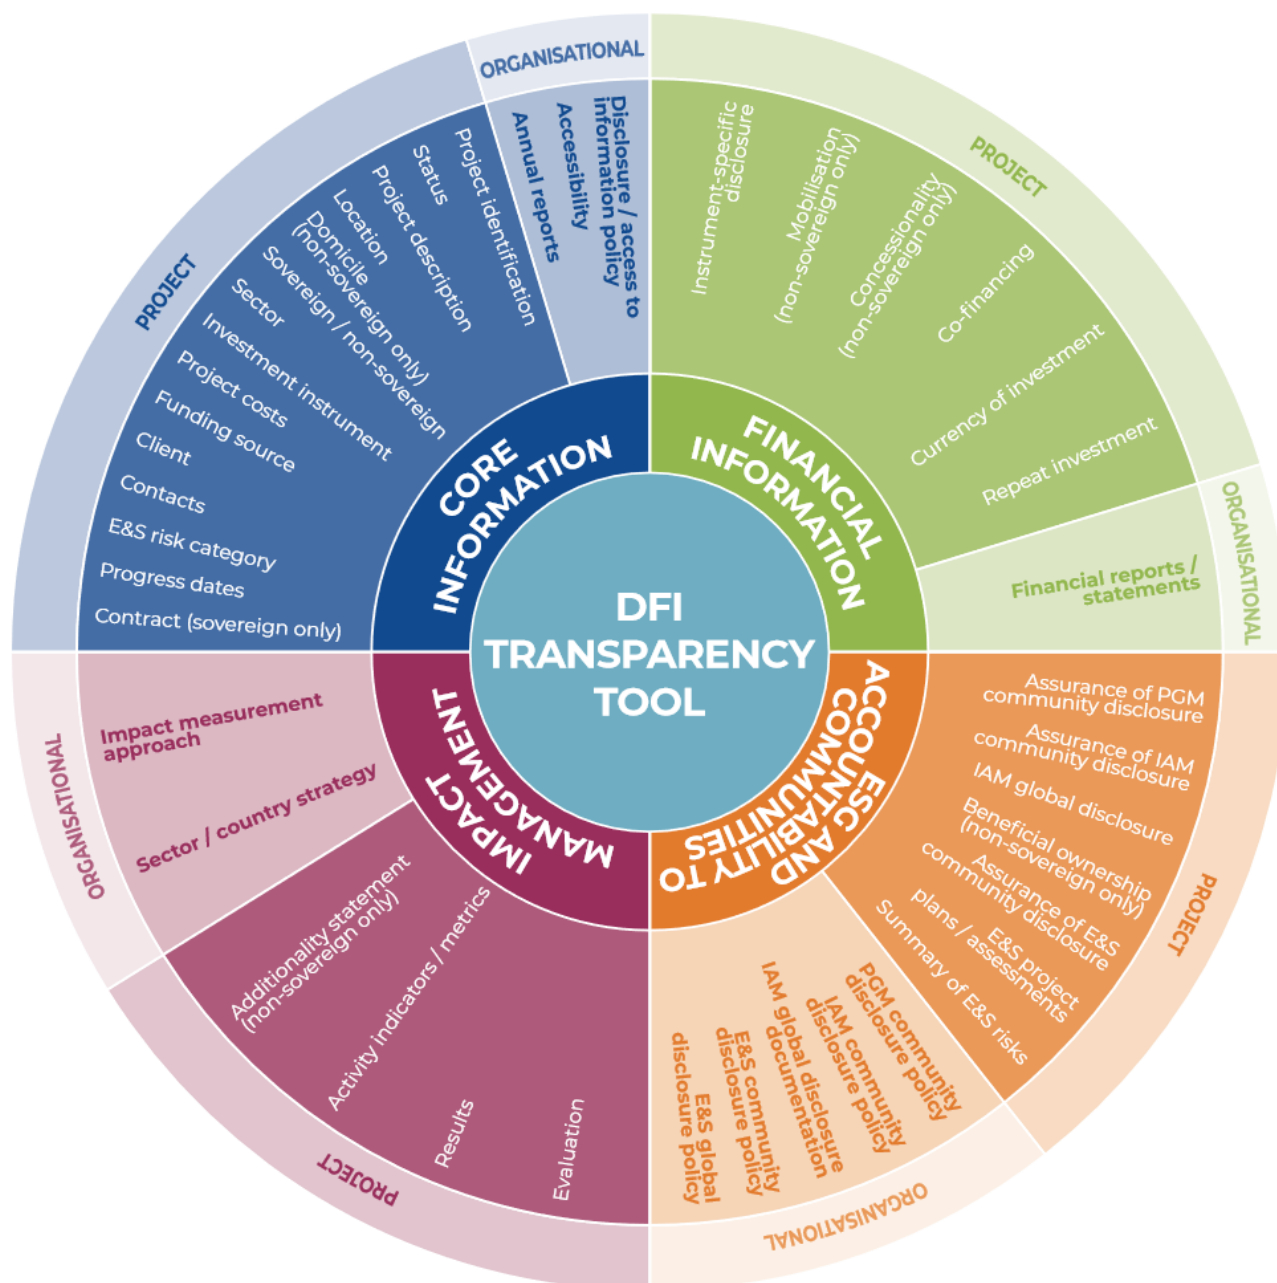 DFI
TRANSPARENCY
TOOL
CORE
INFORMATION
ORGANISATIONAL
Disclosure / access to
information policy
Accessibility
Annual reports
PROJECT
Project identification
Status
Project description
Location
Domicile
(non-sovereign only)
Sovereign / non-sovereign
Sector
Investment instrument
Project costs
Funding source
Client
Contacts
E&S risk category
Progress dates
Contract (sovereign only)
FINANCIAL
INFORMATION
PROJECT
Instrument-specific
disclosure
Mobilisation
(non-sovereign only)
Concessionality
(non-sovereign only)
Co-financing
Currency of investment
Repeat investment
ORGANISATIONAL
Financial reports /
statements
ESG AND
ACCOUNTABILITY TO
COMMUNITIES
PROJECT
Assurance of PGM
community disclosure
Assurance of IAM
community disclosure
IAM global disclosure
Beneficial ownership
(non-sovereign only)
Assurance of E&S
community disclosure
E&S project
plans / assessments
Summary of E&S risks
ORGANISATIONAL
PGM community
disclosure policy
IAM community
disclosure policy
IAM global disclosure
documentation
E&S community
disclosure policy
E&S global
disclosure policy
IMPACT
MANAGEMENT
PROJECT
Evaluation
Results
Activity indicators / metrics
Additionality statement
(non-sovereign only)
ORGANISATIONAL
Sector / country strategy
Impact measurement
approach